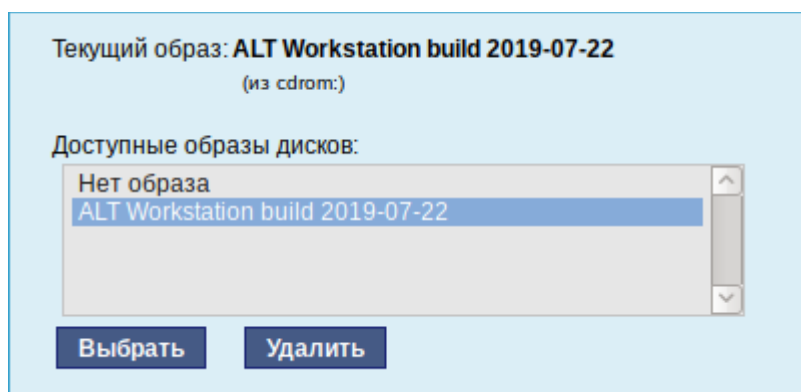 Текущий образ: ALT Workstation build 2019-07-22
(из cdrom:)
Доступные образы дисков:
Нет образа
ALT Workstation build 2019-07-22
Выбрать Удалить